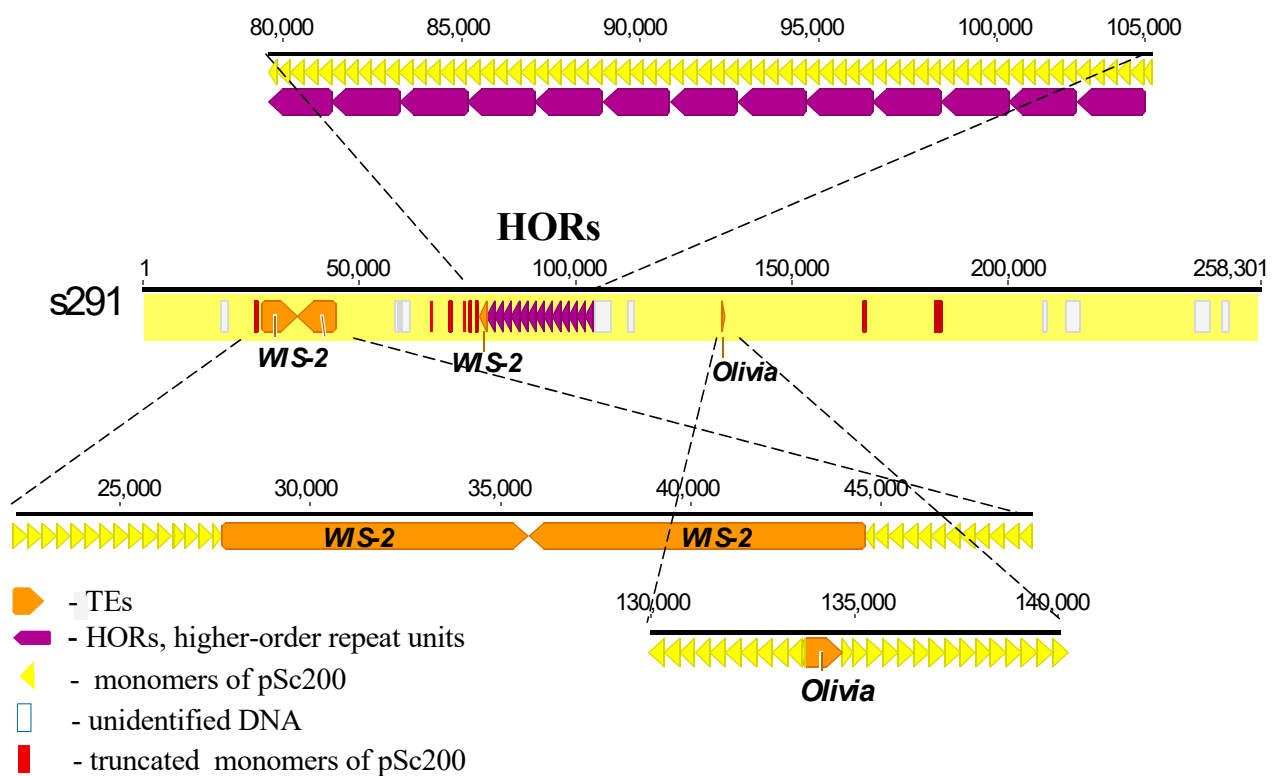 80,000 85,000 90,000 95,000 100,000 105,000
HORs
1 50,000 100,000 150,000 200,000 258,301
s291
WIS-2 WIS-2 Olivia
25,000 30,000 35,000 40,000 45,000
WIS-2 WIS-2
130,000 135,000 140,000
Olivia
- TEs
- HORs, higher-order repeat units
- monomers of pSc200
- unidentified DNA
- truncated monomers of pSc200